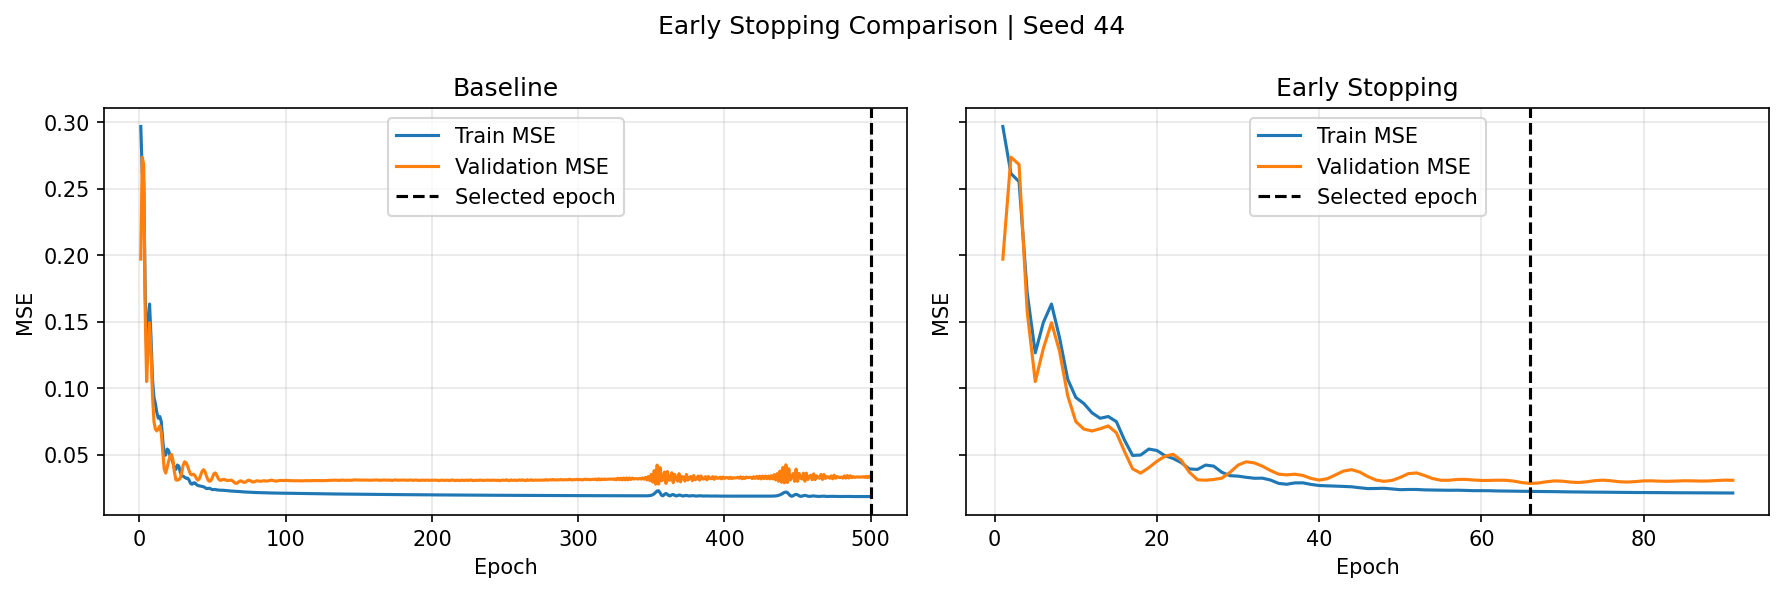 Early Stopping Comparison | Seed 44
Baseline
MSE
0.30
0.25
0.20
0.15
0.10
0.05
Train MSE
Validation MSE
Selected epoch
0 100 200 300 400 500
Epoch
Early Stopping
MSE
Train MSE
Validation MSE
Selected epoch
0 20 40 60 80
Epoch